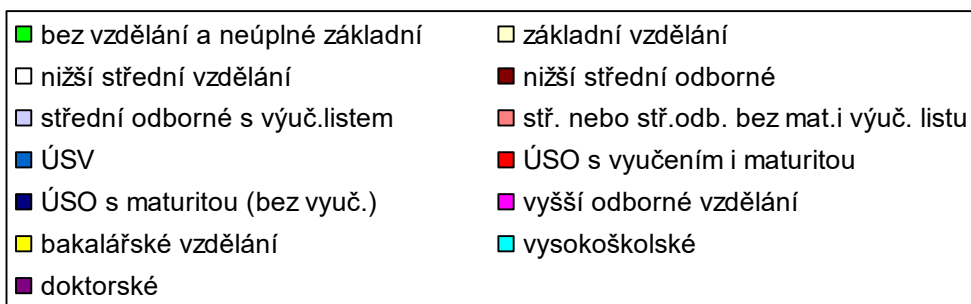 bez vzdělání a neúplné základní
základní vzdělání
nižší střední vzdělání
nižší střední odborné
střední odborné s výuč.listem
stř. nebo stř.odb. bez mat.i výuč. listu
ÚSV
ÚSO s vyučením i maturitou
ÚSO s maturitou (bez vyuč.)
vyšší odborné vzdělání
bakalářské vzdělání
vysokoškolské
doktorské